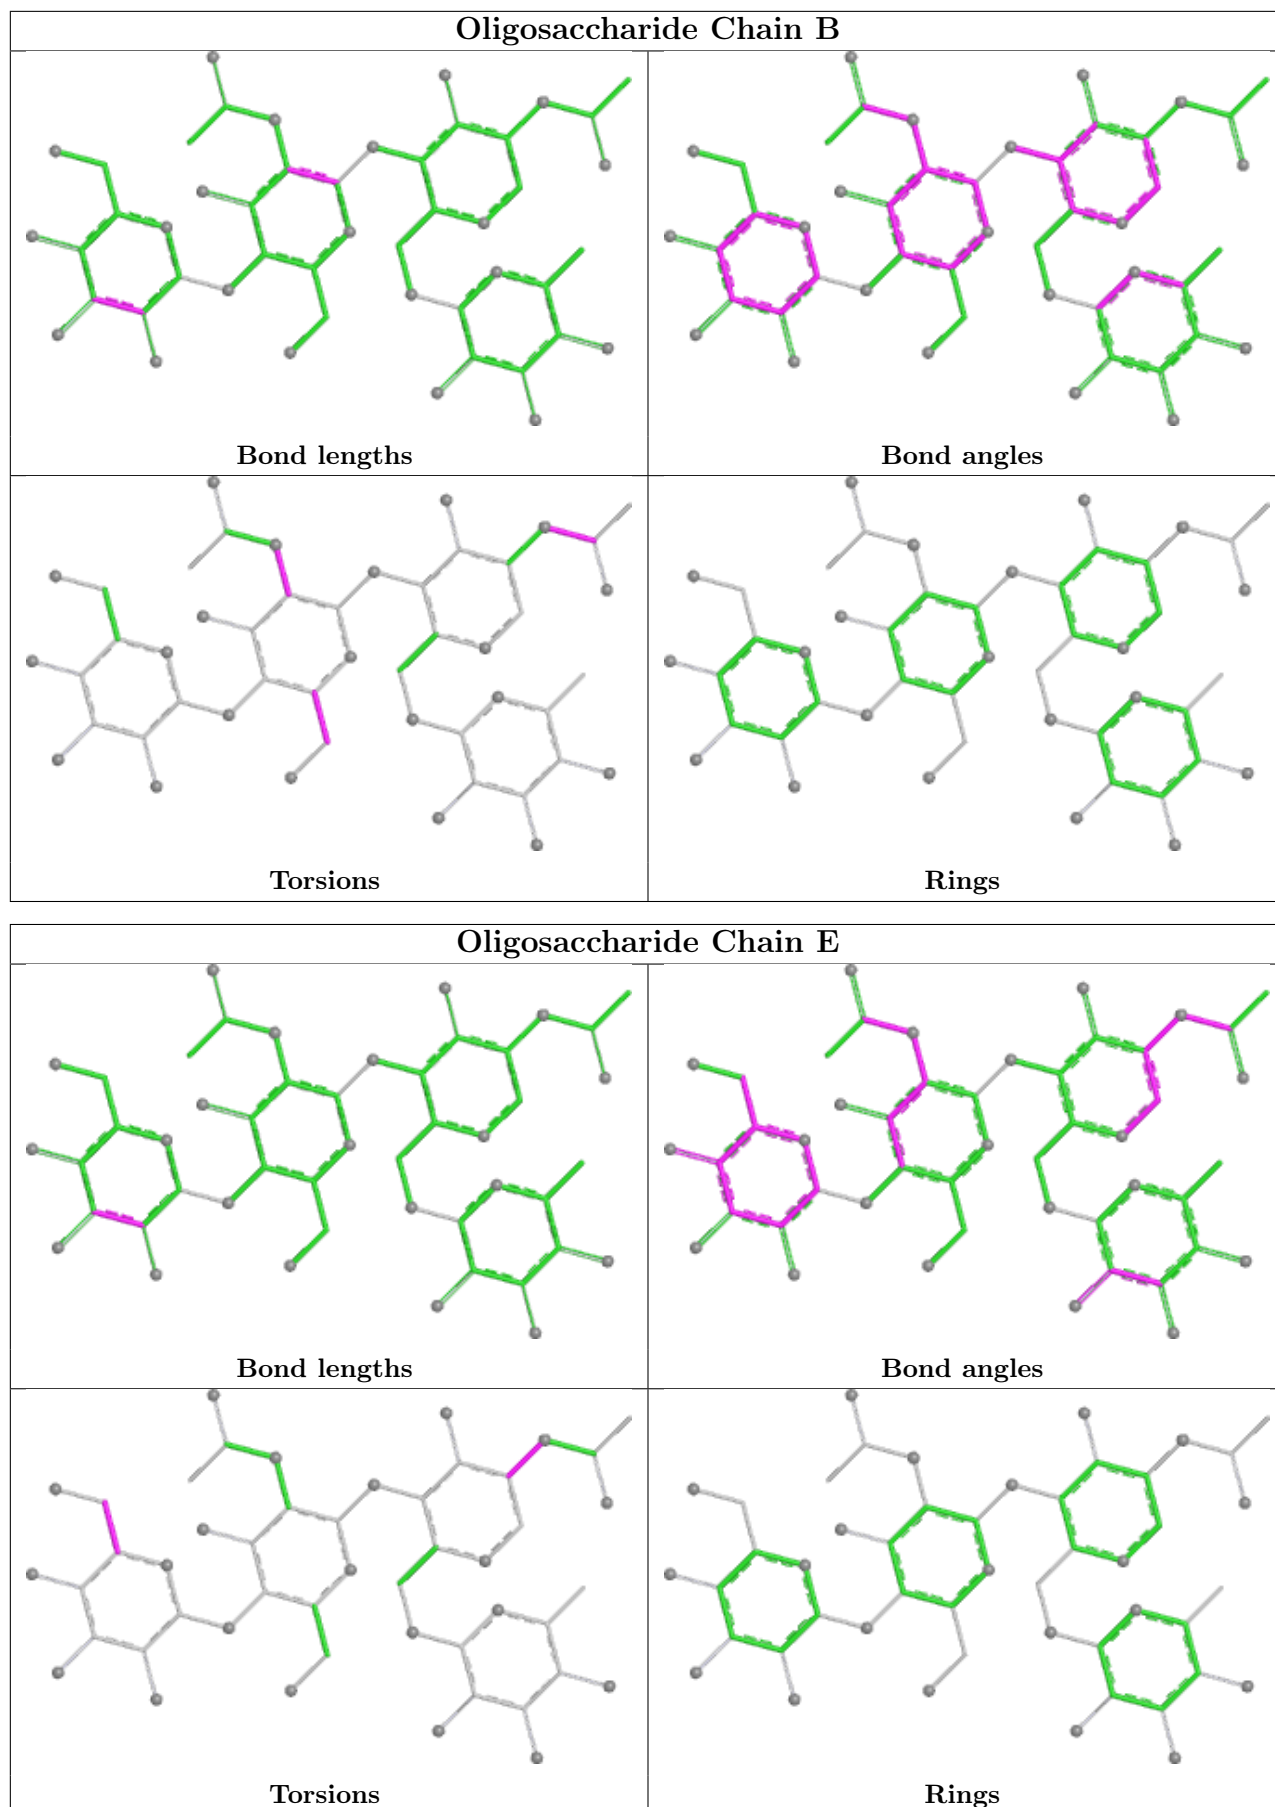 Oligosaccharide Chain B
Bond lengths
Bond angles
Torsions
Rings
Oligosaccharide Chain E
Bond lengths
Bond angles
Torsions
Rings